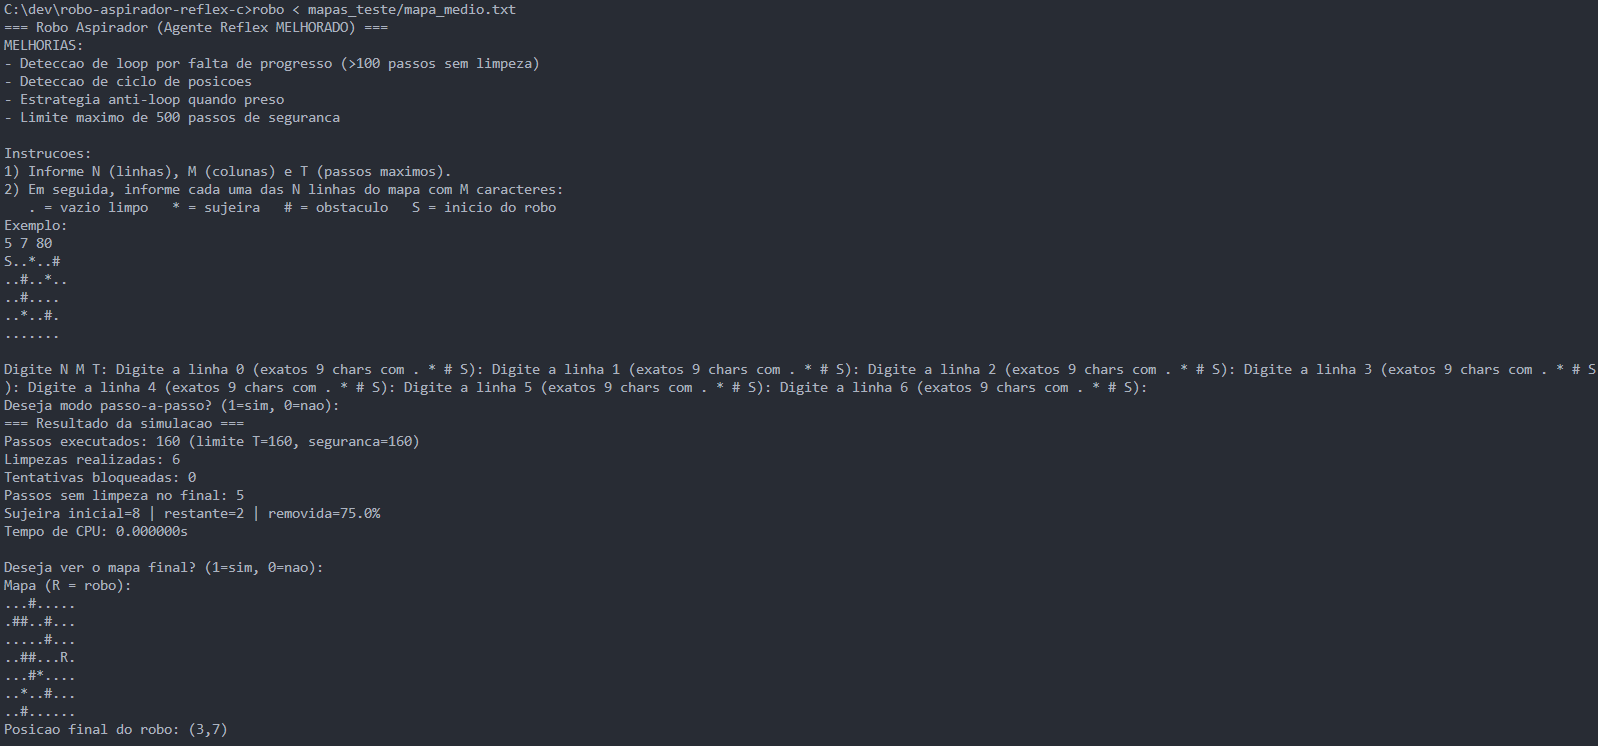 C:\dev\robo-aspirador-reflex-c>robo < mapas_teste/mapa_medio.txt
=== Robo Aspirador (Agente Reflex MELHORADO) ===
MELHORIAS:
- Deteccao de loop por falta de progresso (>100 passos sem limpeza)
- Deteccao de ciclo de posicoes
- Estrategia anti-loop quando preso
- Limite maximo de 500 passos de seguranca

Instrucoes:
1) Informe N (linhas), M (colunas) e T (passos maximos).
2) Em seguida, informe cada uma das N linhas do mapa com M caracteres:
   . = vazio limpo   * = sujeira   # = obstaculo   S = inicio do robo
Exemplo:
5 7 80
S..*..#
..#..*..
..#....
..*..#.
.......

Digite N M T: Digite a linha 0 (exatos 9 chars com . * # S): Digite a linha 1 (exatos 9 chars com . * # S): Digite a linha 2 (exatos 9 chars com . * # S): Digite a linha 3 (exatos 9 chars com . * # S
): Digite a linha 4 (exatos 9 chars com . * # S): Digite a linha 5 (exatos 9 chars com . * # S): Digite a linha 6 (exatos 9 chars com . * # S):
Deseja modo passo-a-passo? (1=sim, 0=nao):
=== Resultado da simulacao ===
Passos executados: 160 (limite T=160, seguranca=160)
Limpezas realizadas: 6
Tentativas bloqueadas: 0
Passos sem limpeza no final: 5
Sujeira inicial=8 | restante=2 | removida=75.0%
Tempo de CPU: 0.000000s

Deseja ver o mapa final? (1=sim, 0=nao):
Mapa (R = robo):
...#.....
.##..#...
.....#...
..##...R.
...#*....
..*..#...
..#......
Posicao final do robo: (3,7)